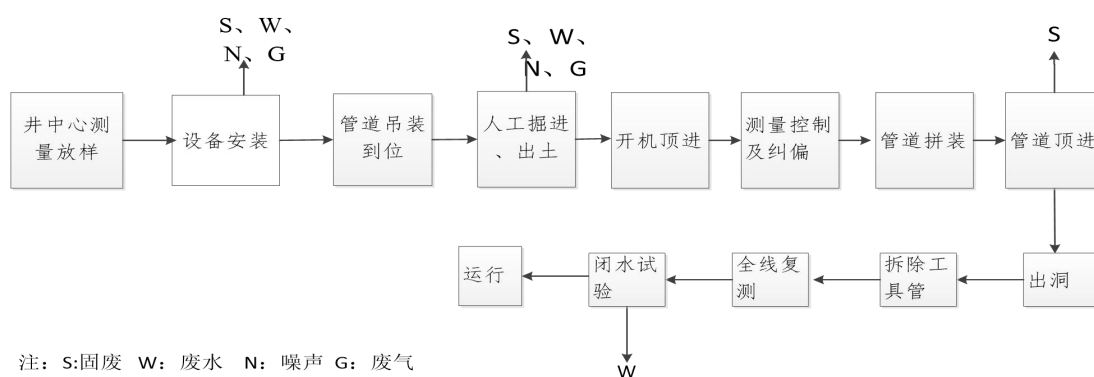 S、W、
N、G
S、W、
N、G
S
井中心测
量放样
设备安装
管道吊装
到位
人工掘进
、出土
开机顶进
测量控制
及纠偏
管道拼装
管道顶进
运行
闭水试
验
全线复
测
拆除工
具管
出洞
W
注：S:固废 W：废水 N：噪声 G：废气